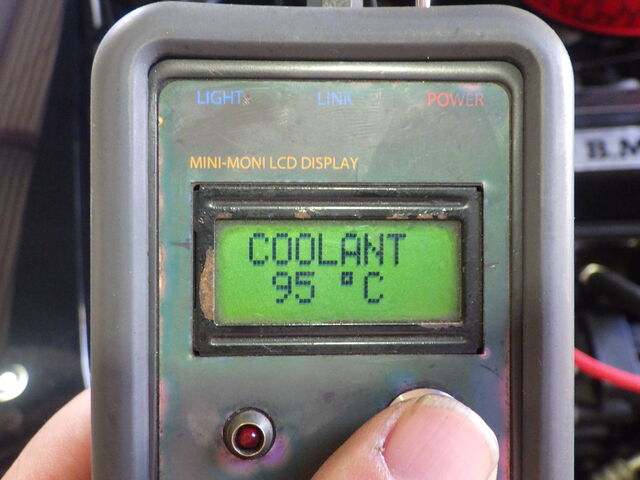 LIGHT LINK POWER
MINI-MONI LCD DISPLAY
COOLANT
95 °C
B.M